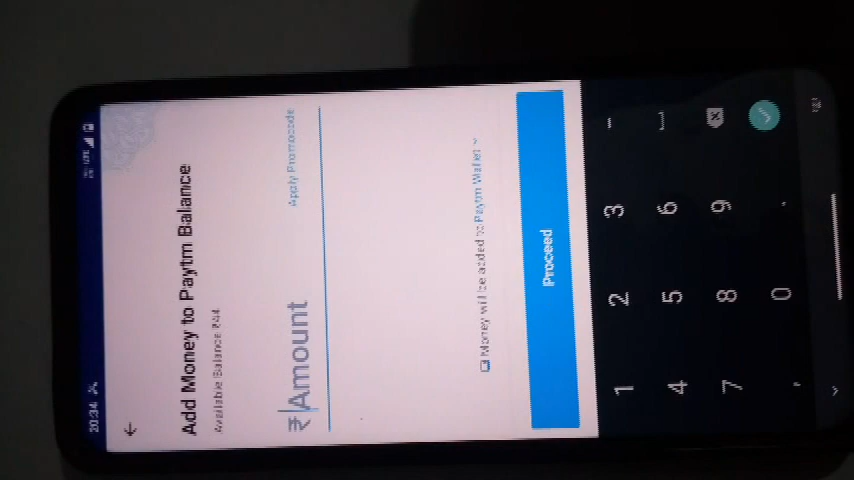 20:34
Add Money to Paytm Balance
Available Balance ₹44
₹ Amount
Apply Promocode
Money will be added to Paytm Wallet
Proceed
1 2 3 -
4 5 6
7 8 9
, 0 .